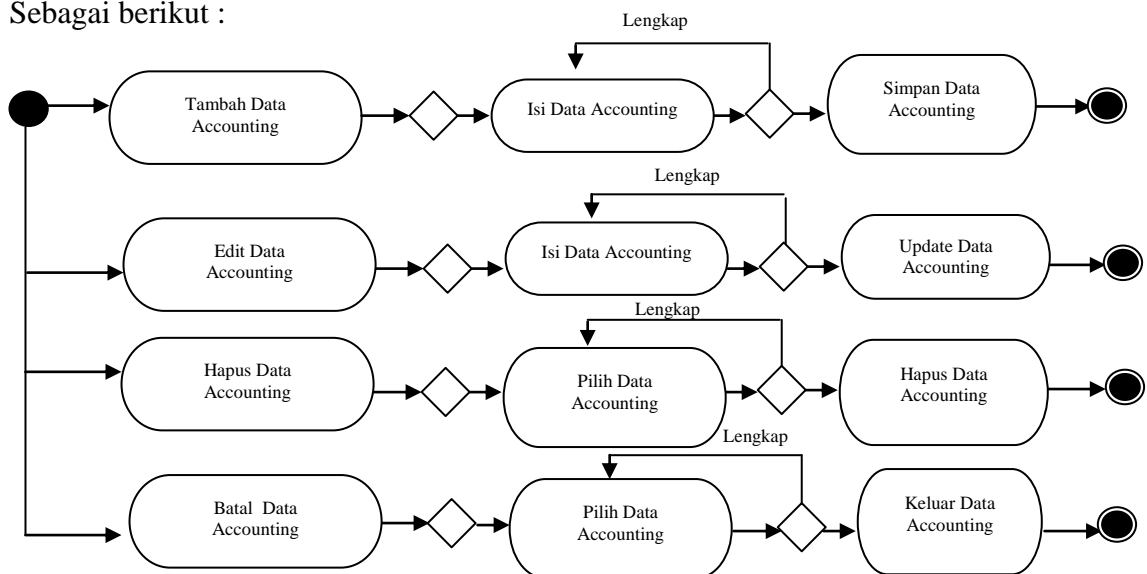 Sebagai berikut :
Lengkap
Tambah Data
Accounting
Isi Data Accounting
Simpan Data
Accounting
Lengkap
Edit Data
Accounting
Isi Data Accounting
Update Data
Accounting
Lengkap
Hapus Data
Accounting
Pilih Data
Accounting
Hapus Data
Accounting
Lengkap
Batal Data
Accounting
Pilih Data
Accounting
Keluar Data
Accounting